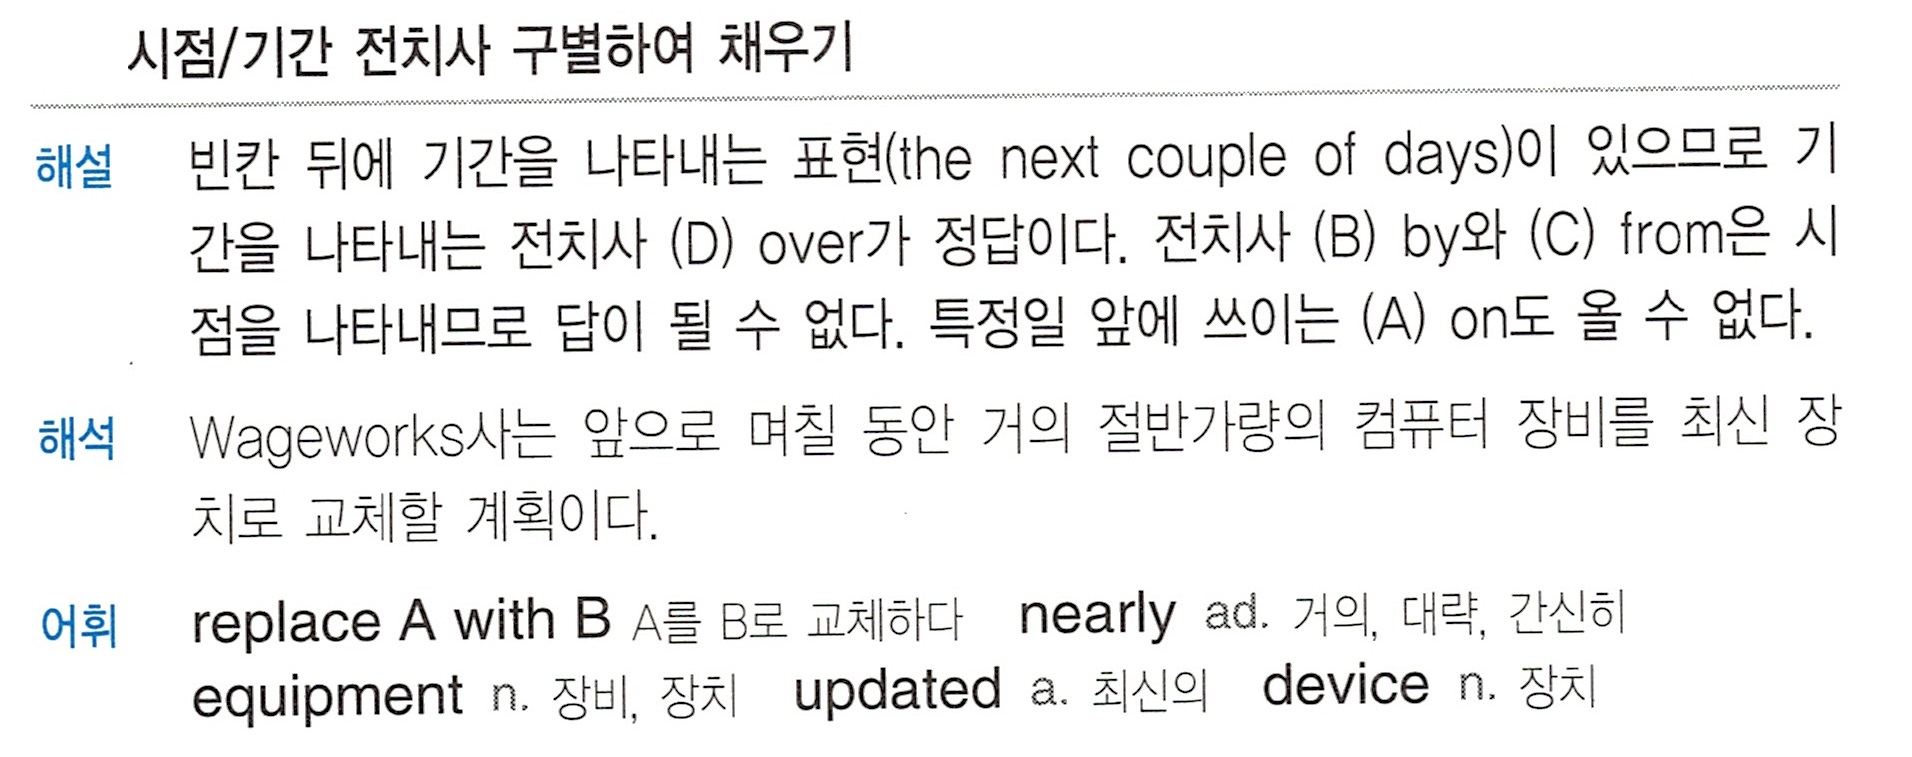 시점/기간 전치사 구별하여 채우기
해설 빈칸 뒤에 기간을 나타내는 표현(the next couple of days)이 있으므로 기
간을 나타내는 전치사 (D) over가 정답이다. 전치사 (B) by와 (C) from은 시
점을 나타내므로 답이 될 수 없다. 특정일 앞에 쓰이는 (A) on도 올 수 없다.
해석 Wageworks사는 앞으로 며칠 동안 거의 절반가량의 컴퓨터 장비를 최신 장
치로 교체할 계획이다.
어휘 replace A with B A를 B로 교체하다 nearly ad. 거의, 대략, 간신히
equipment n. 장비, 장치 updated a. 최신의 device n. 장치